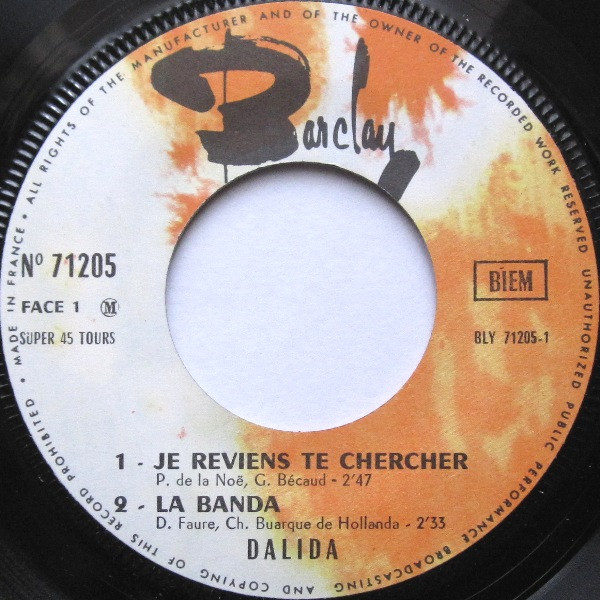 Barclay
• ALL RIGHTS OF THE MANUFACTURER AND OF THE OWNER OF THE RECORDED WORK RESERVED UNAUTHORIZED PUBLIC PERFORMANCE BROADCASTING AND COPYING OF THIS RECORD PROHIBITED • MADE IN FRANCE
Nº 71205
FACE 1 M
SUPER 45 TOURS
BIEM
BLY 71205-1
1 - JE REVIENS TE CHERCHER
P. de la Noë, G. Bécaud - 2'47
2 - LA BANDA
D. Faure, Ch. Buarque de Hollanda - 2'33
DALIDA